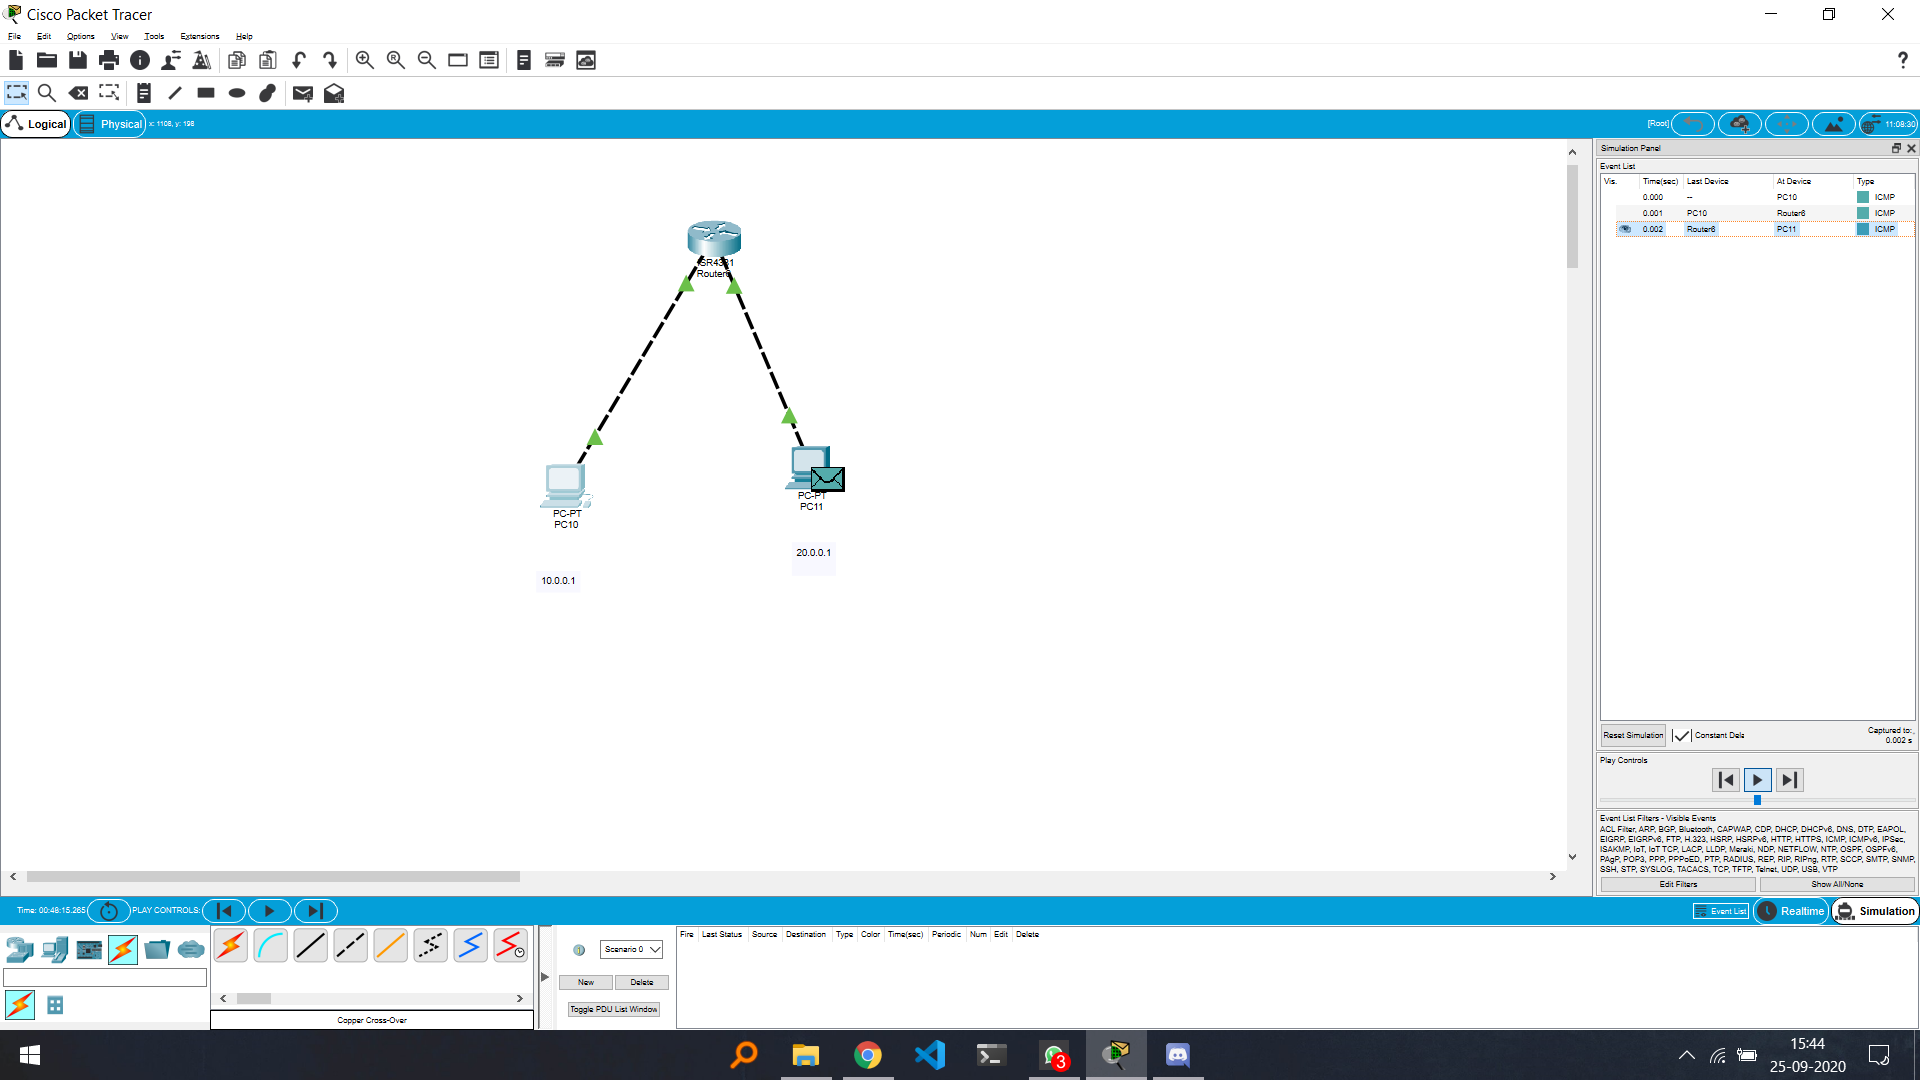 Cisco Packet Tracer
File Edit Options View Tools Extensions Help
Logical
Physical
x: 1108, y: 198
[Root]
11:08:30
Simulation Panel
Event List
Vis. Time(sec) Last Device At Device Type
0.000 -- PC10 ICMP
0.001 PC10 Router6 ICMP
0.002 Router6 PC11 ICMP
PC-PT
PC10
10.0.0.1
PC-PT
PC11
20.0.0.1
Reset Simulation
Constant Dela
Captured to:
0.002 s
Play Controls
Event List Filters - Visible Events
ACL Filter, ARP, BGP, Bluetooth, CAPWAP, CDP, DHCP, DHCPv6, DNS, DTP, EAPOL,
EIGRP, EIGRPv6, FTP, H.323, HSRP, HSRPv6, HTTP, HTTPS, ICMP, ICMPv6, IPSec,
ISAKMP, IoT, IoT TCP, LACP, LLDP, Meraki, NDP, NETFLOW, NTP, OSPF, OSPFv6,
PAgP, POP3, PPP, PPPoED, PTP, RADIUS, REP, RIP, RIPng, RTP, SCCP, SMTP, SNMP,
SSH, STP, SYSLOG, TACACS, TCP, TFTP, Telnet, UDP, USB, VTP
Edit Filters
Show All/None
Time: 00:48:15.265
PLAY CONTROLS:
Event List
Realtime
Simulation
Scenario 0
New
Delete
Toggle PDU List Window
Fire Last Status Source Destination Type Color Time(sec) Periodic Num Edit Delete
Copper Cross-Over
3
15:44
25-09-2020